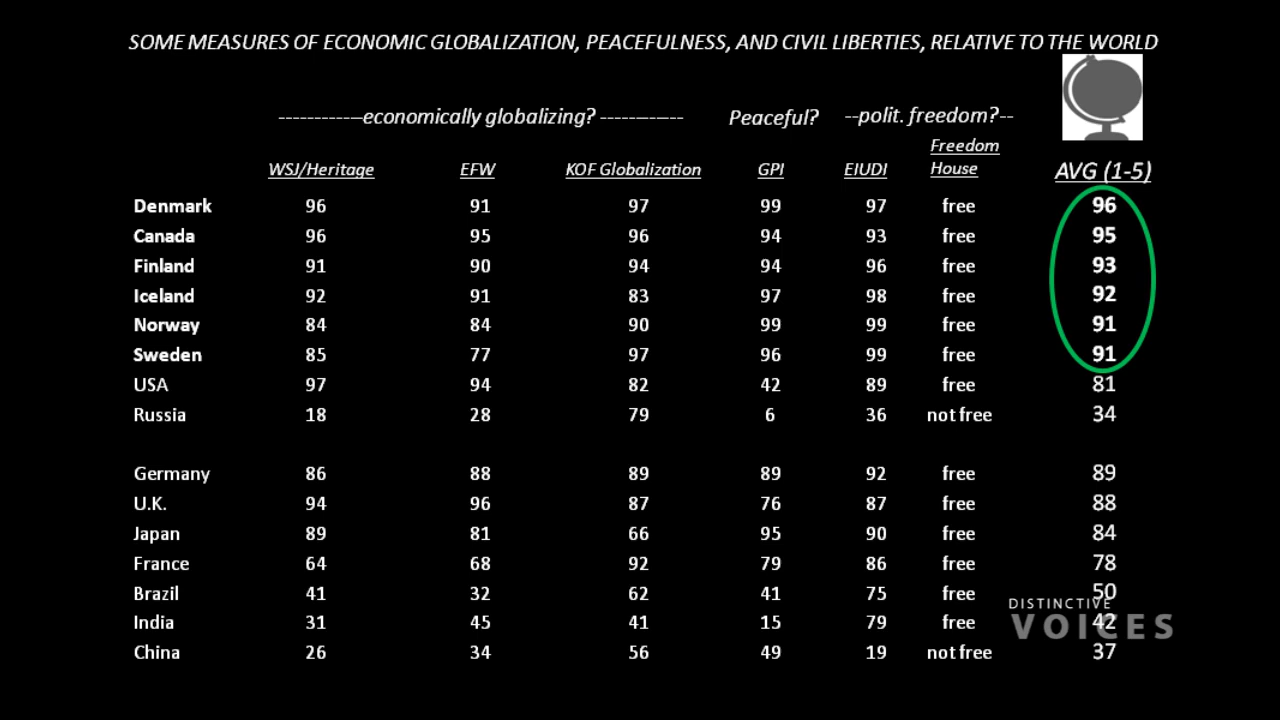 SOME MEASURES OF ECONOMIC GLOBALIZATION, PEACEFULNESS, AND CIVIL LIBERTIES, RELATIVE TO THE WORLD
------------economically globalizing? ------------ Peaceful? --polit. freedom?--
Freedom
WSJ/Heritage EFW KOF Globalization GPI EIUDI House AVG (1-5)
Denmark 96 91 97 99 97 free 96
Canada 96 95 96 94 93 free 95
Finland 91 90 94 94 96 free 93
Iceland 92 91 83 97 98 free 92
Norway 84 84 90 99 99 free 91
Sweden 85 77 97 96 99 free 91
USA 97 94 82 42 89 free 81
Russia 18 28 79 6 36 not free 34
Germany 86 88 89 89 92 free 89
U.K. 94 96 87 76 87 free 88
Japan 89 81 66 95 90 free 84
France 64 68 92 79 86 free 78
Brazil 41 32 62 41 75 free 50
DISTINCTIVE
India 31 45 41 15 79 free 42
VOICES
China 26 34 56 49 19 not free 37